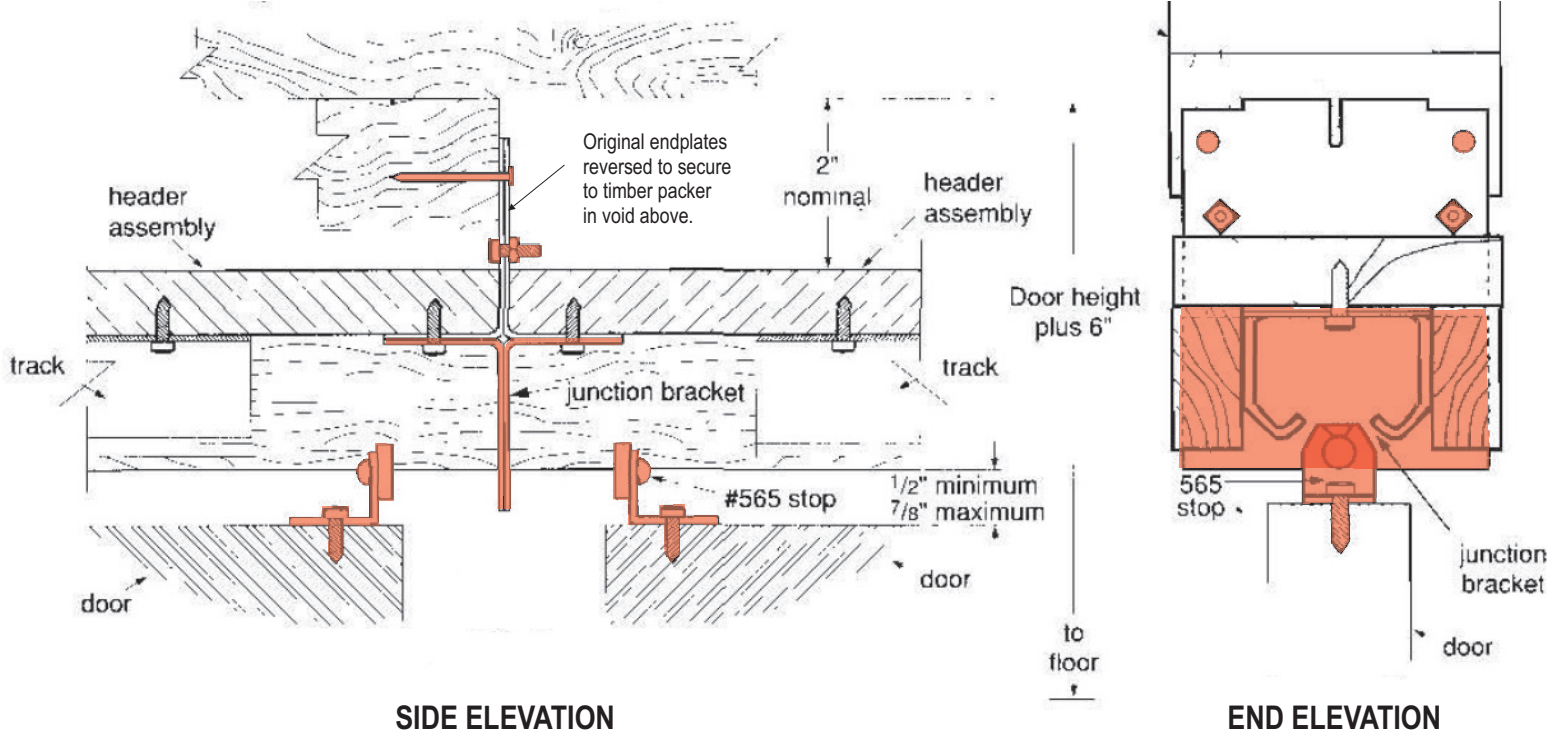 Original endplates
reversed to secure
to timber packer
in void above.
header
assembly
2"
nominal
header
assembly
Door height
plus 6"
track
junction bracket
track
#565 stop
1/2" minimum
7/8" maximum
565
stop
junction
bracket
door
door
to
floor
door
SIDE ELEVATION
END ELEVATION